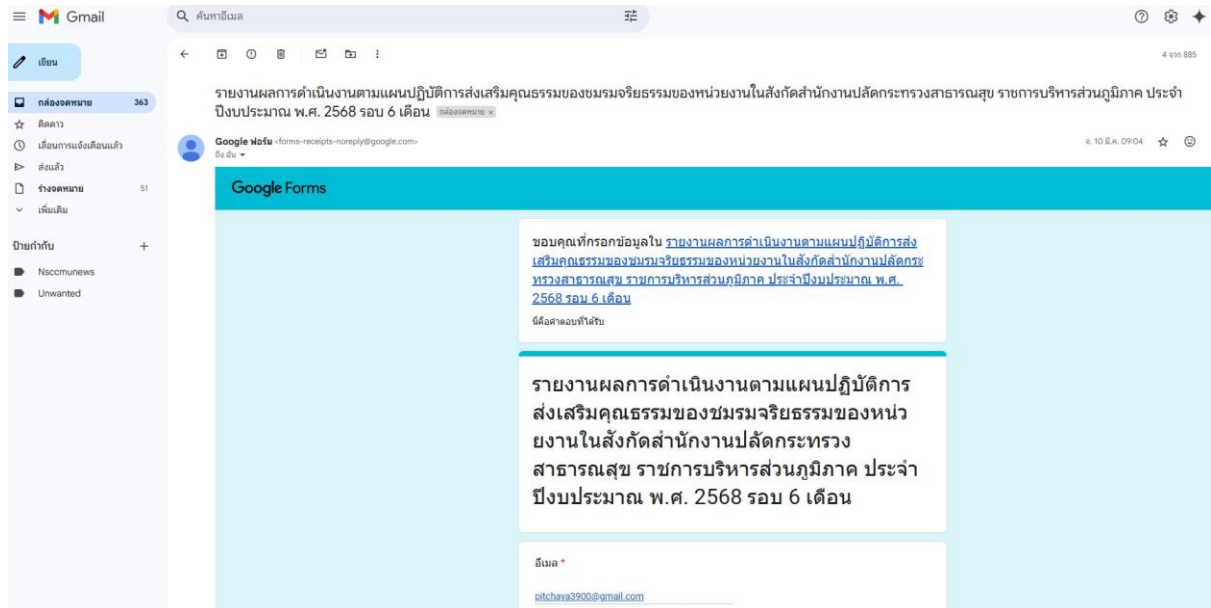 Gmail
ค้นหาอีเมล
เขียน
4 จาก 885
กล่องจดหมาย 363
ติดดาว
เลื่อนการแจ้งเตือนแล้ว
ส่งแล้ว
ร่างจดหมาย 51
เพิ่มเติม
ป้ายกำกับ +
Nsccmunews
Unwanted
รายงานผลการดำเนินงานตามแผนปฏิบัติการส่งเสริมคุณธรรมของชมรมจริยธรรมของหน่วยงานในสังกัดสำนักงานปลัดกระทรวงสาธารณสุข ราชการบริหารส่วนภูมิภาค ประจำ
ปีงบประมาณ พ.ศ. 2568 รอบ 6 เดือน กล่องจดหมาย ×
Google ฟอร์ม <forms-receipts-noreply@google.com>
ถึง ฉัน
จ. 10 มี.ค. 09:04
Google Forms
ขอบคุณที่กรอกข้อมูลใน รายงานผลการดำเนินงานตามแผนปฏิบัติการส่ง
เสริมคุณธรรมของชมรมจริยธรรมของหน่วยงานในสังกัดสำนักงานปลัดกระ
ทรวงสาธารณสุข ราชการบริหารส่วนภูมิภาค ประจำปีงบประมาณ พ.ศ.
2568 รอบ 6 เดือน
นี่คือคำตอบที่ได้รับ
รายงานผลการดำเนินงานตามแผนปฏิบัติการ
ส่งเสริมคุณธรรมของชมรมจริยธรรมของหน่ว
ยงานในสังกัดสำนักงานปลัดกระทรวง
สาธารณสุข ราชการบริหารส่วนภูมิภาค ประจำ
ปีงบประมาณ พ.ศ. 2568 รอบ 6 เดือน
อีเมล *
pitchaya3900@gmail.com